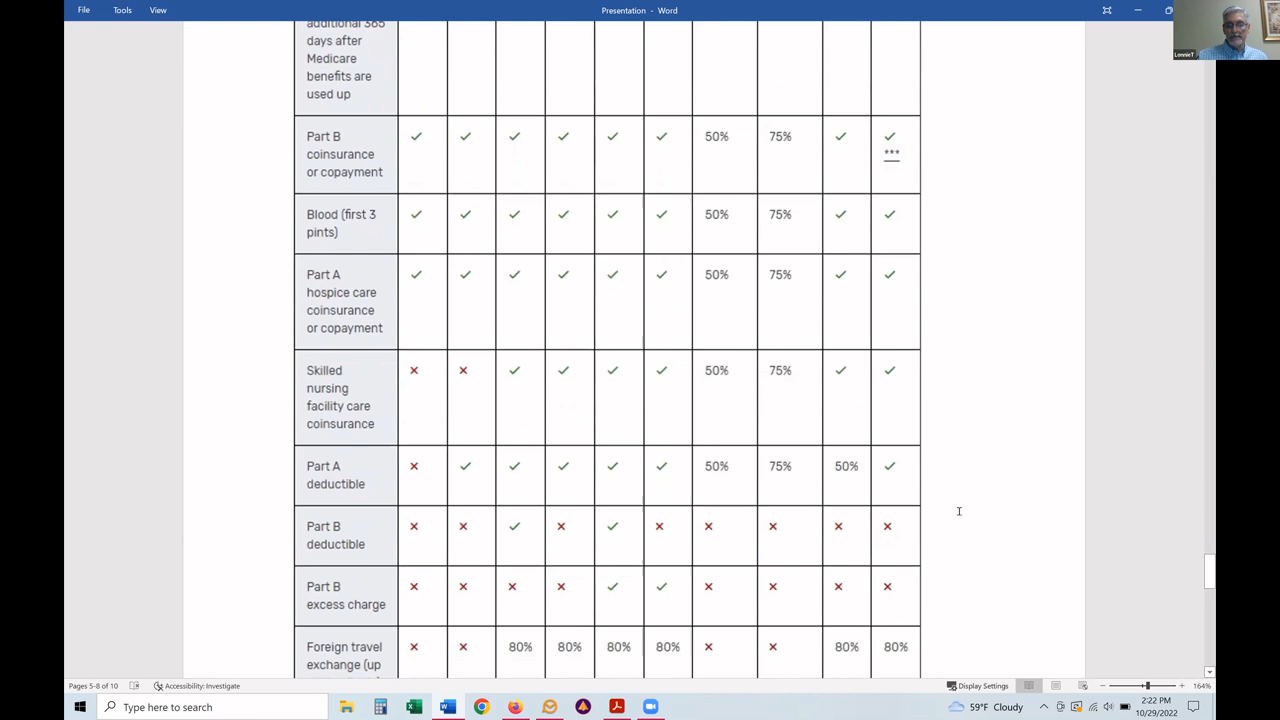 File Tools View Presentation - Word
LonnieT
additional 365
days after
Medicare
benefits are
used up
Part B
coinsurance
or copayment
✓ ✓ ✓ ✓ ✓ ✓ 50% 75% ✓ ✓
***
Blood (first 3
pints)
✓ ✓ ✓ ✓ ✓ ✓ 50% 75% ✓ ✓
Part A
hospice care
coinsurance
or copayment
✓ ✓ ✓ ✓ ✓ ✓ 50% 75% ✓ ✓
Skilled
nursing
facility care
coinsurance
× × ✓ ✓ ✓ ✓ 50% 75% ✓ ✓
Part A
deductible
× ✓ ✓ ✓ ✓ ✓ 50% 75% 50% ✓
Part B
deductible
× × ✓ × ✓ × × × × ×
Part B
excess charge
× × × × ✓ ✓ × × × ×
Foreign travel
exchange (up
× × 80% 80% 80% 80% × × 80% 80%
Pages 5-8 of 10 Accessibility: Investigate Display Settings 164%
Type here to search 59°F Cloudy 2:22 PM
10/29/2022